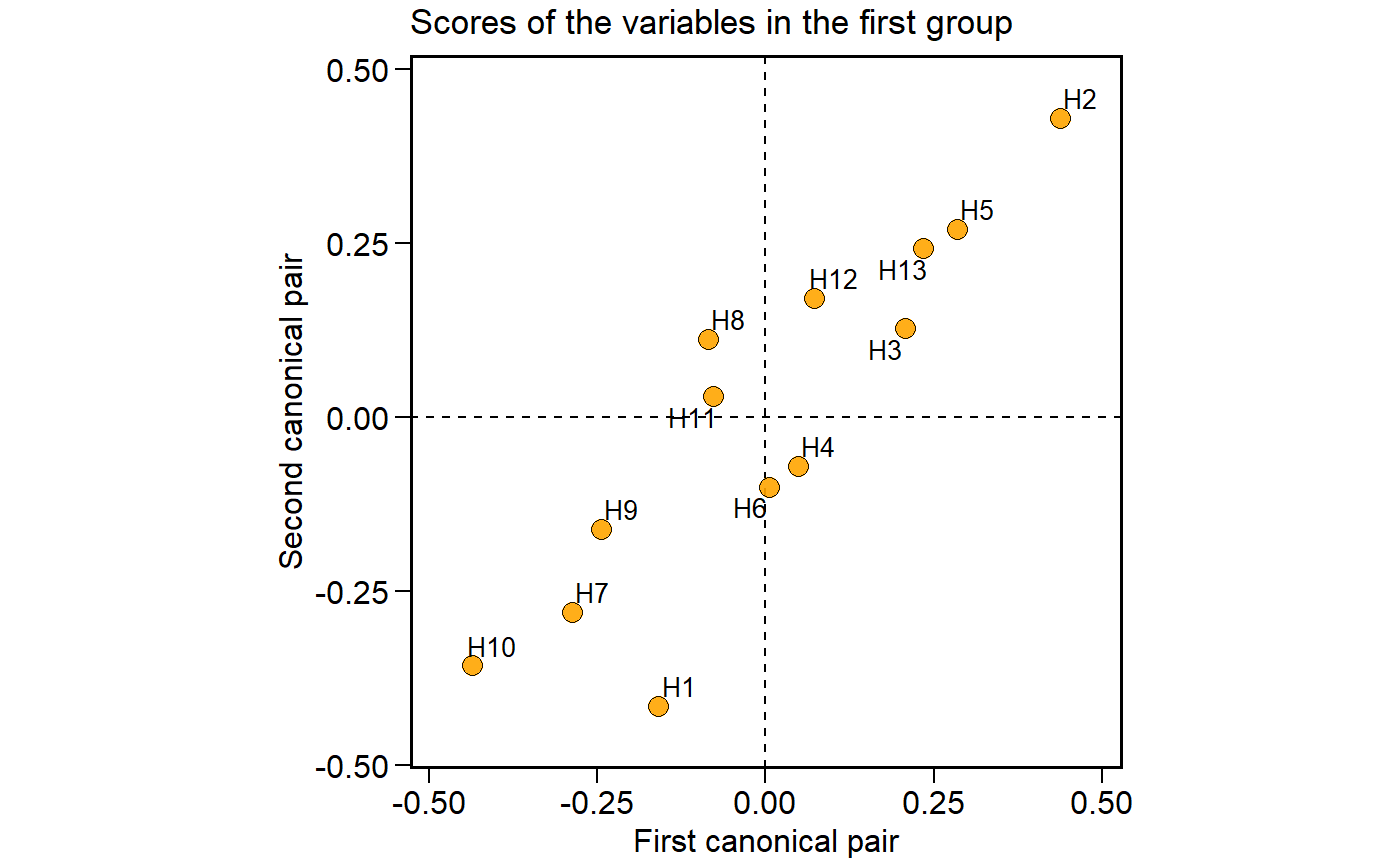 Scores of the variables in the first group
0.50
0.25
0.00
-0.25
-0.50
Second canonical pair
H2
H5
H13
H12
H8
H3
H11
H4
H6
H9
H7
H10
H1
-0.50 -0.25 0.00 0.25 0.50
First canonical pair